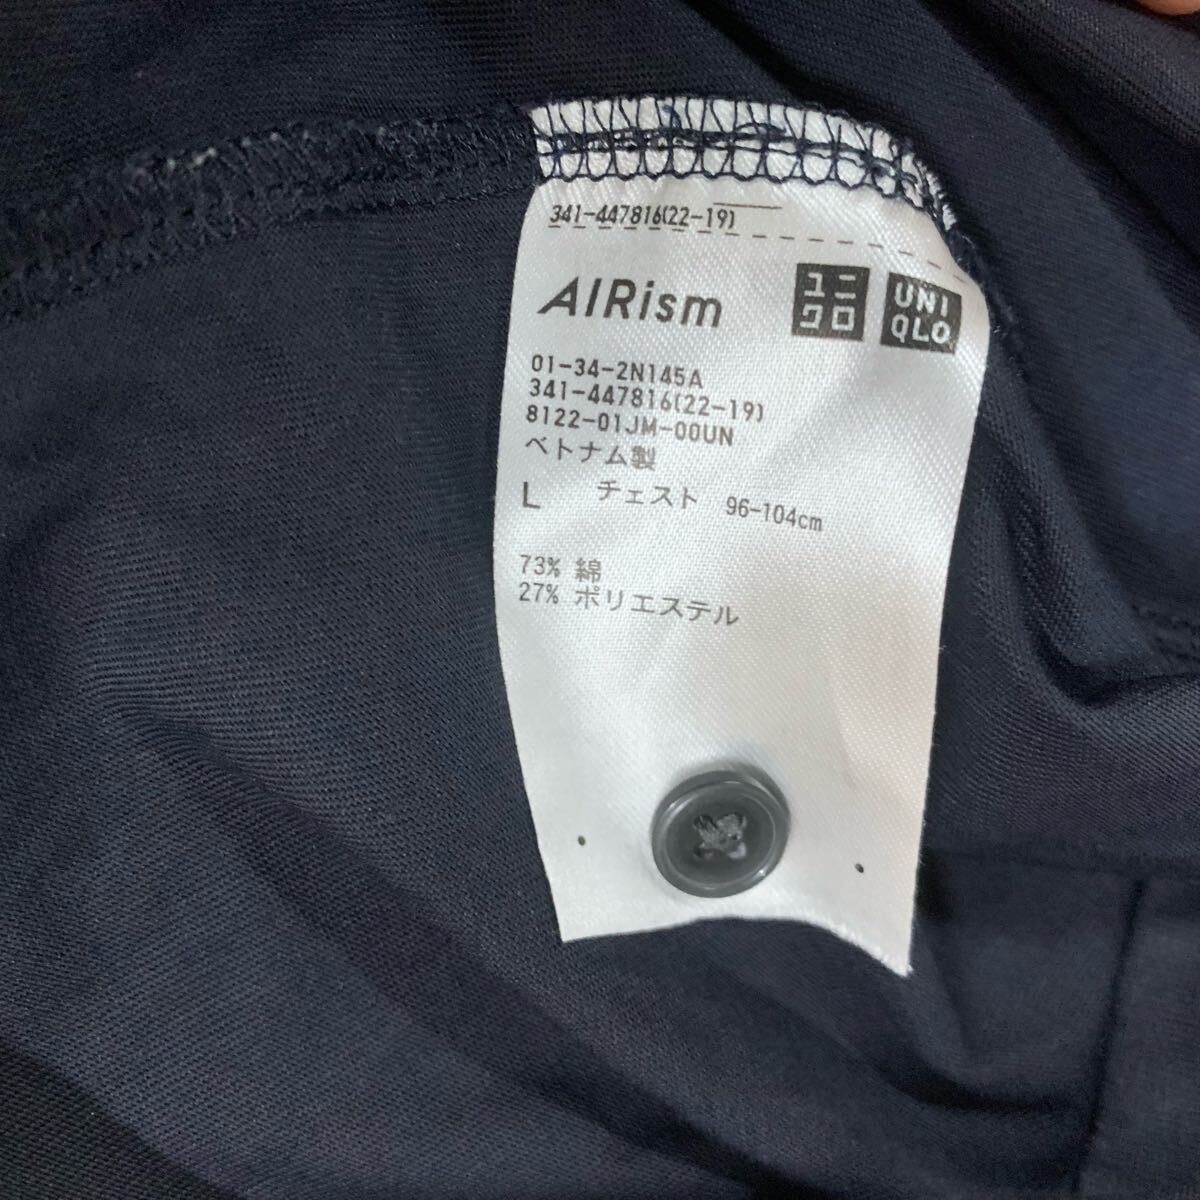 341-447816(22-19)
AIRism
ユニ
クロ
UNI
QLO
01-34-2N145A
341-447816(22-19)
8122-01JM-00UN
ベトナム製
L チェスト 96-104cm
73% 綿
27% ポリエステル